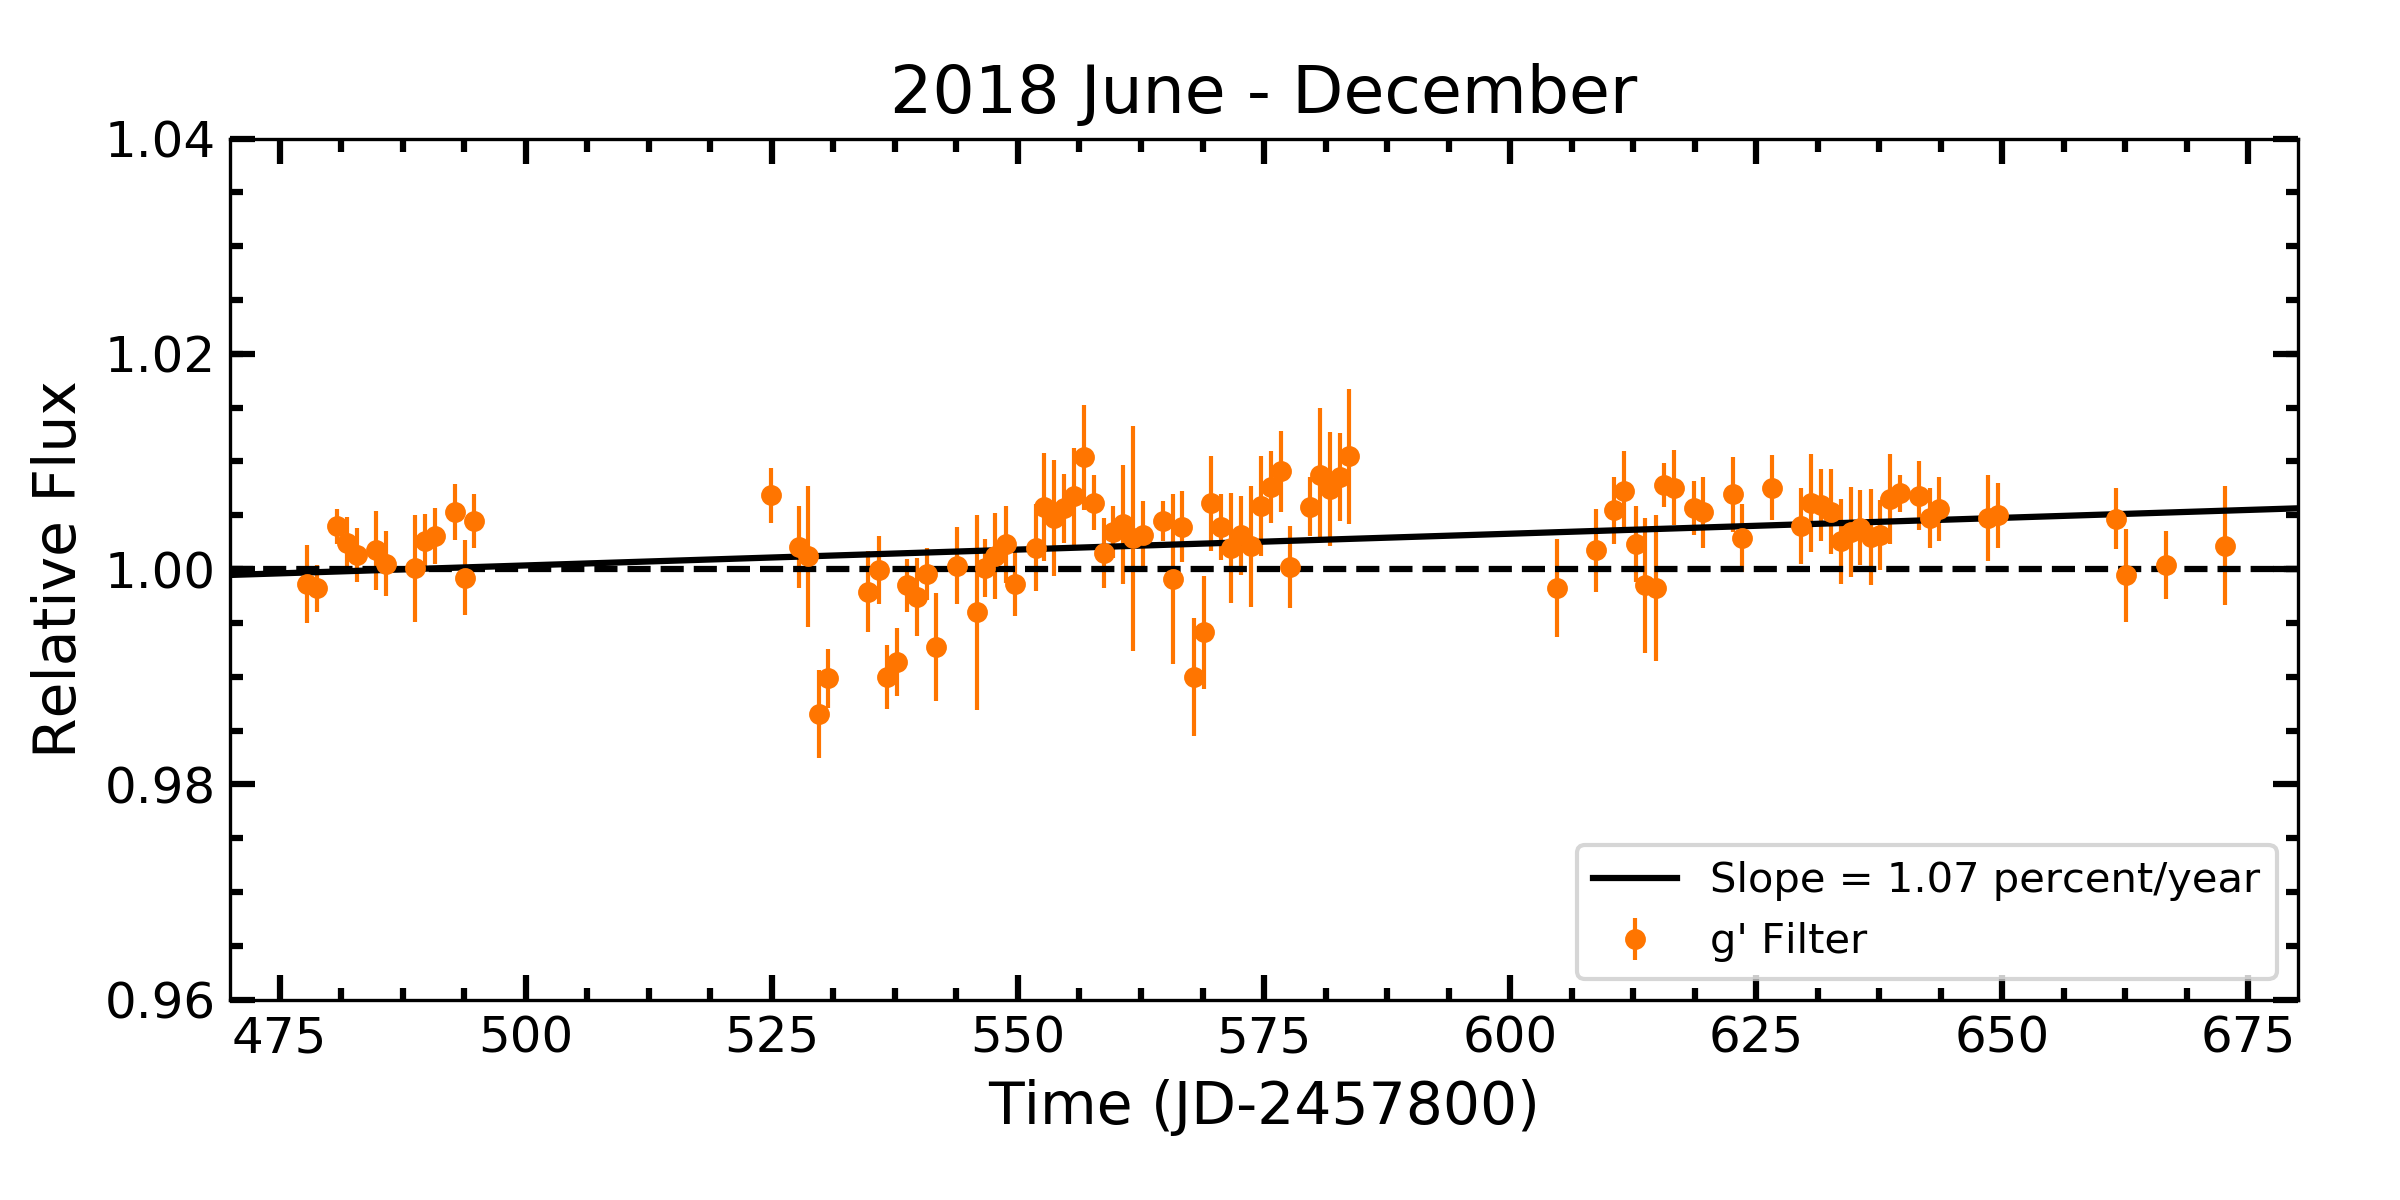 2018 June - December
1.04
1.02
1.00
0.98
0.96
Relative Flux
Slope = 1.07 percent/year
g' Filter
475 500 525 550 575 600 625 650 675
Time (JD-2457800)